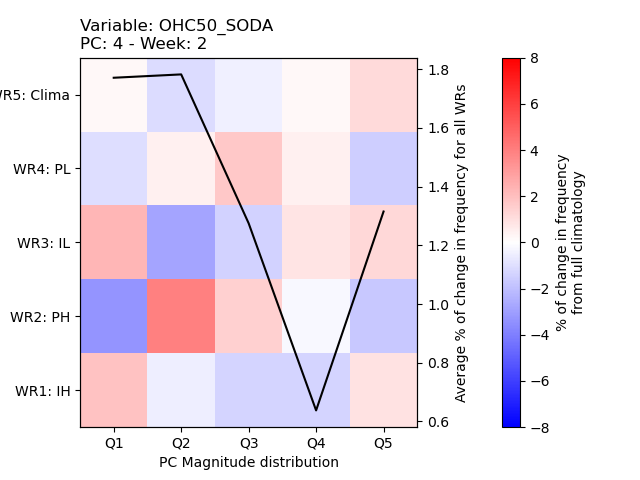 Variable: OHC50_SODA
PC: 4 - Week: 2
WR5: Clima
WR4: PL
WR3: IL
WR2: PH
WR1: IH
Q1 Q2 Q3 Q4 Q5
PC Magnitude distribution
1.8
1.6
1.4
1.2
1.0
0.8
0.6
Average % of change in frequency for all WRs
8
6
4
2
0
−2
−4
−6
−8
% of change in frequency
from full climatology